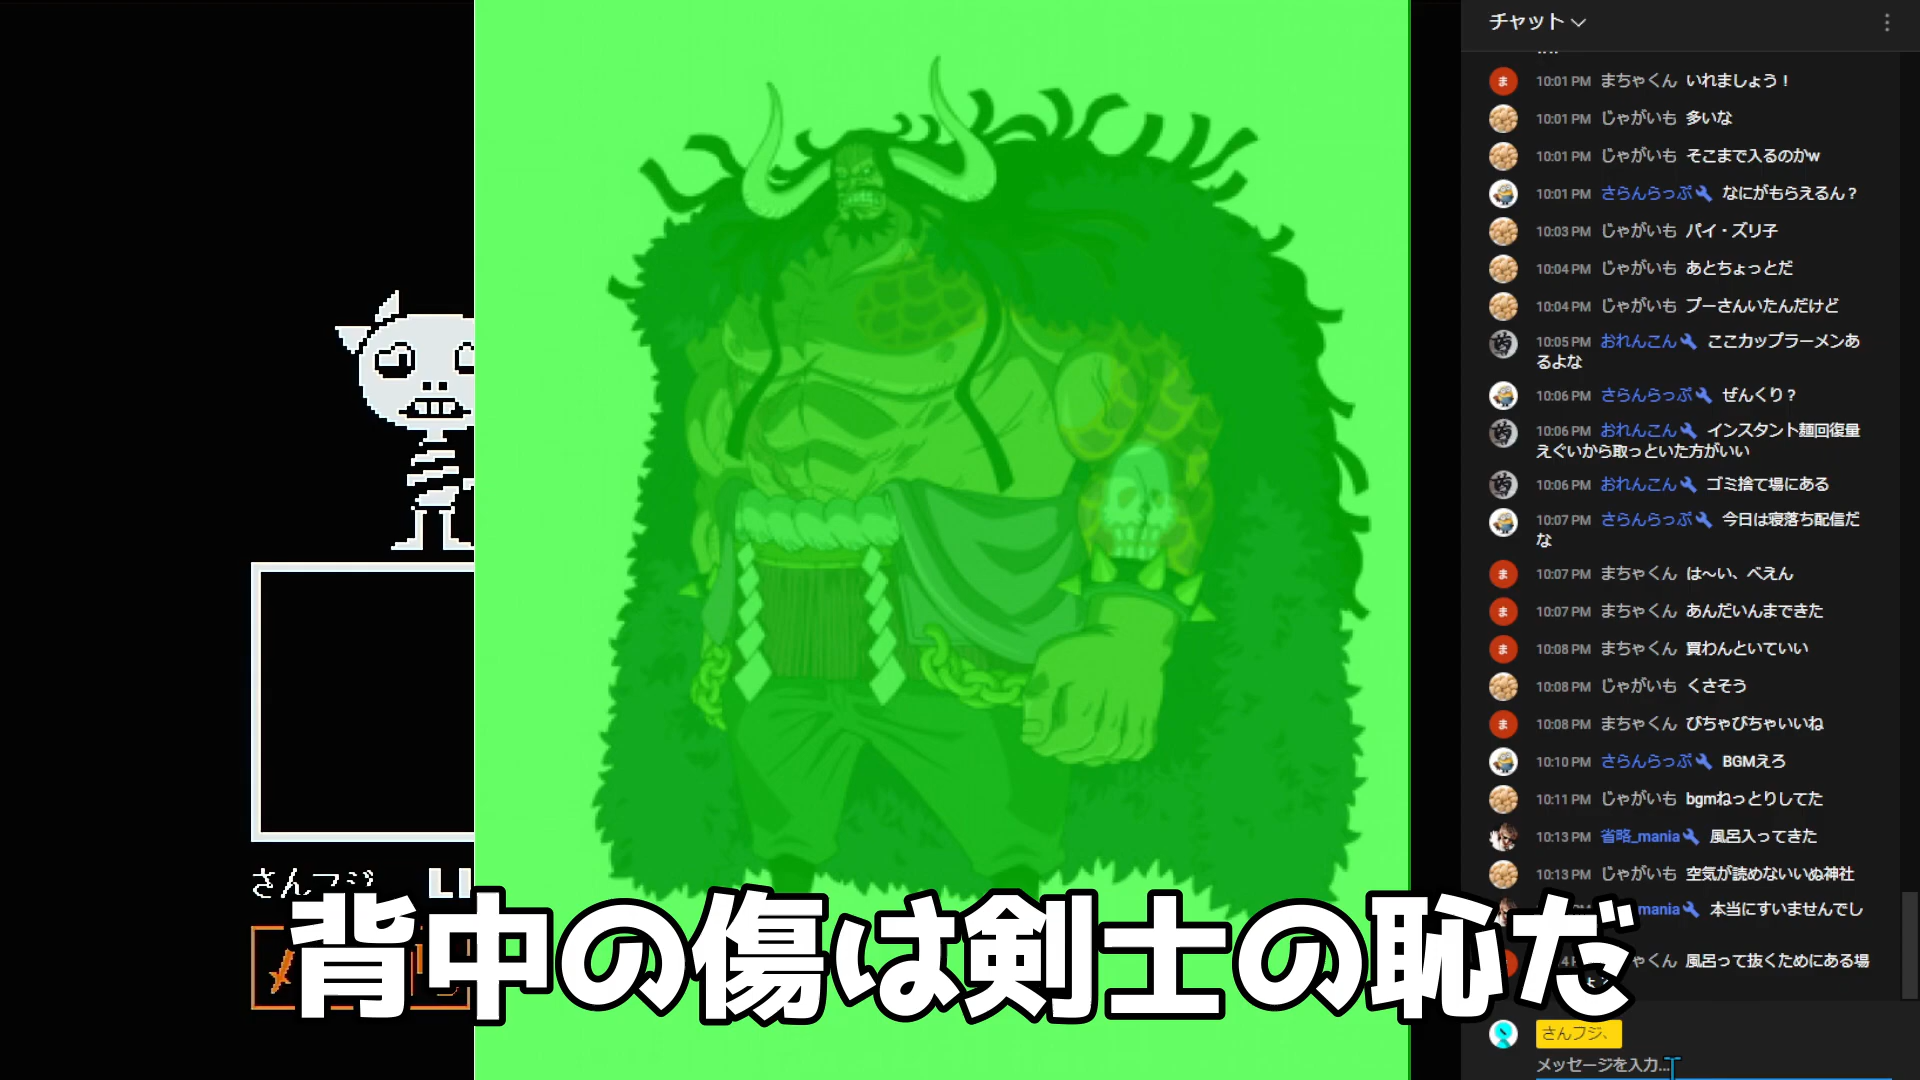 チャット
10:01 PM まちゃくん いれましょう！
10:01 PM じゃがいも 多いな
10:01 PM じゃがいも そこまで入るのかw
10:01 PM さらんらっぷ なにがもらえるん？
10:03 PM じゃがいも パイ・ズリ子
10:04 PM じゃがいも あとちょっとだ
10:04 PM じゃがいも プーさんいたんだけど
10:05 PM おれんこん ここカップラーメンあ
るよな
10:06 PM さらんらっぷ ぜんくり？
10:06 PM おれんこん インスタント麺回復量
えぐいから取っといた方がいい
10:06 PM おれんこん ゴミ捨て場にある
10:07 PM さらんらっぷ 今日は寝落ち配信だ
な
10:07 PM まちゃくん は〜い、べえん
10:07 PM まちゃくん あんだいんまできた
10:08 PM まちゃくん 買わんといていい
10:08 PM じゃがいも くさそう
10:08 PM まちゃくん びちゃびちゃいいね
10:10 PM さらんらっぷ BGMえろ
10:11 PM じゃがいも bgmねっとりしてた
10:13 PM 省略_mania 風呂入ってきた
10:13 PM じゃがいも 空気が読めないいぬ神社
mania 本当にすいませんでし
ゃくん 風呂って抜くためにある場
さんフジ、
メッセージを入力...
さんフジ
背中の傷は剣士の恥だ